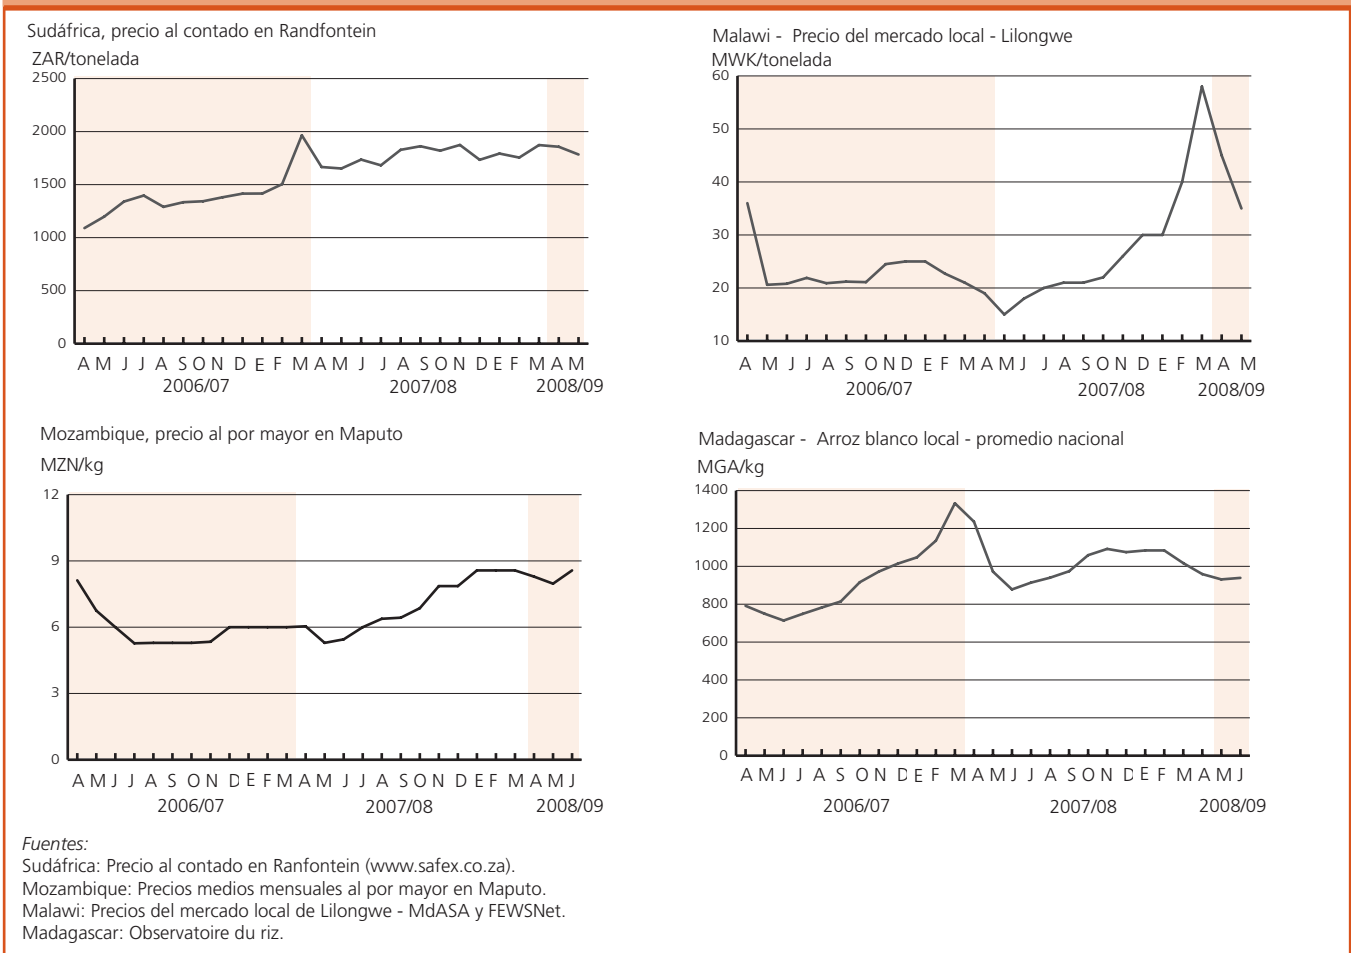 Sudáfrica, precio al contado en Randfontein
ZAR/tonelada
2500
2000
1500
1000
500
0
A M J J A S O N D E F M A M J J A S O N D E F M A M
2006/07 2007/08 2008/09
Malawi - Precio del mercado local - Lilongwe
MWK/tonelada
60
50
40
30
20
10
A M J J A S O N D E F M A M J J A S O N D E F M A M
2006/07 2007/08 2008/09
Mozambique, precio al por mayor en Maputo
MZN/kg
12
9
6
3
0
A M J J A S O N D E F M A M J J A S O N D E F M A M J
2006/07 2007/08 2008/09
Madagascar - Arroz blanco local - promedio nacional
MGA/kg
1400
1200
1000
800
600
400
200
0
A M J J A S O N D E F M A M J J A S O N D E F M A M J
2006/07 2007/08 2008/09
Fuentes:
Sudáfrica: Precio al contado en Ranfontein (www.safex.co.za).
Mozambique: Precios medios mensuales al por mayor en Maputo.
Malawi: Precios del mercado local de Lilongwe - MdASA y FEWSNet.
Madagascar: Observatoire du riz.